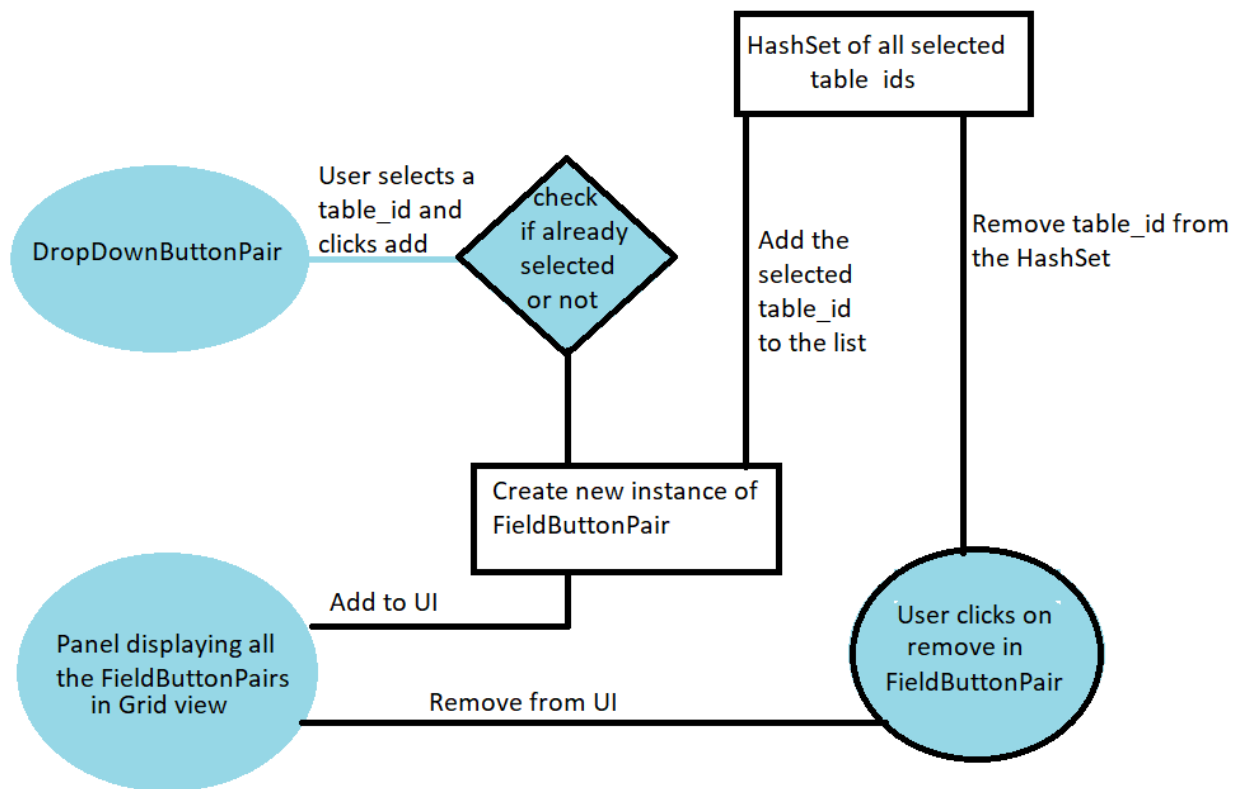 HashSet of all selected
table ids
DropDownButtonPair
User selects a
table_id and
clicks add
check
if already
selected
or not
Add the
selected
table_id
to the list
Remove table_id from
the HashSet
Create new instance of
FieldButtonPair
Add to UI
Panel displaying all
the FieldButtonPairs
in Grid view
Remove from UI
User clicks on
remove in
FieldButtonPair